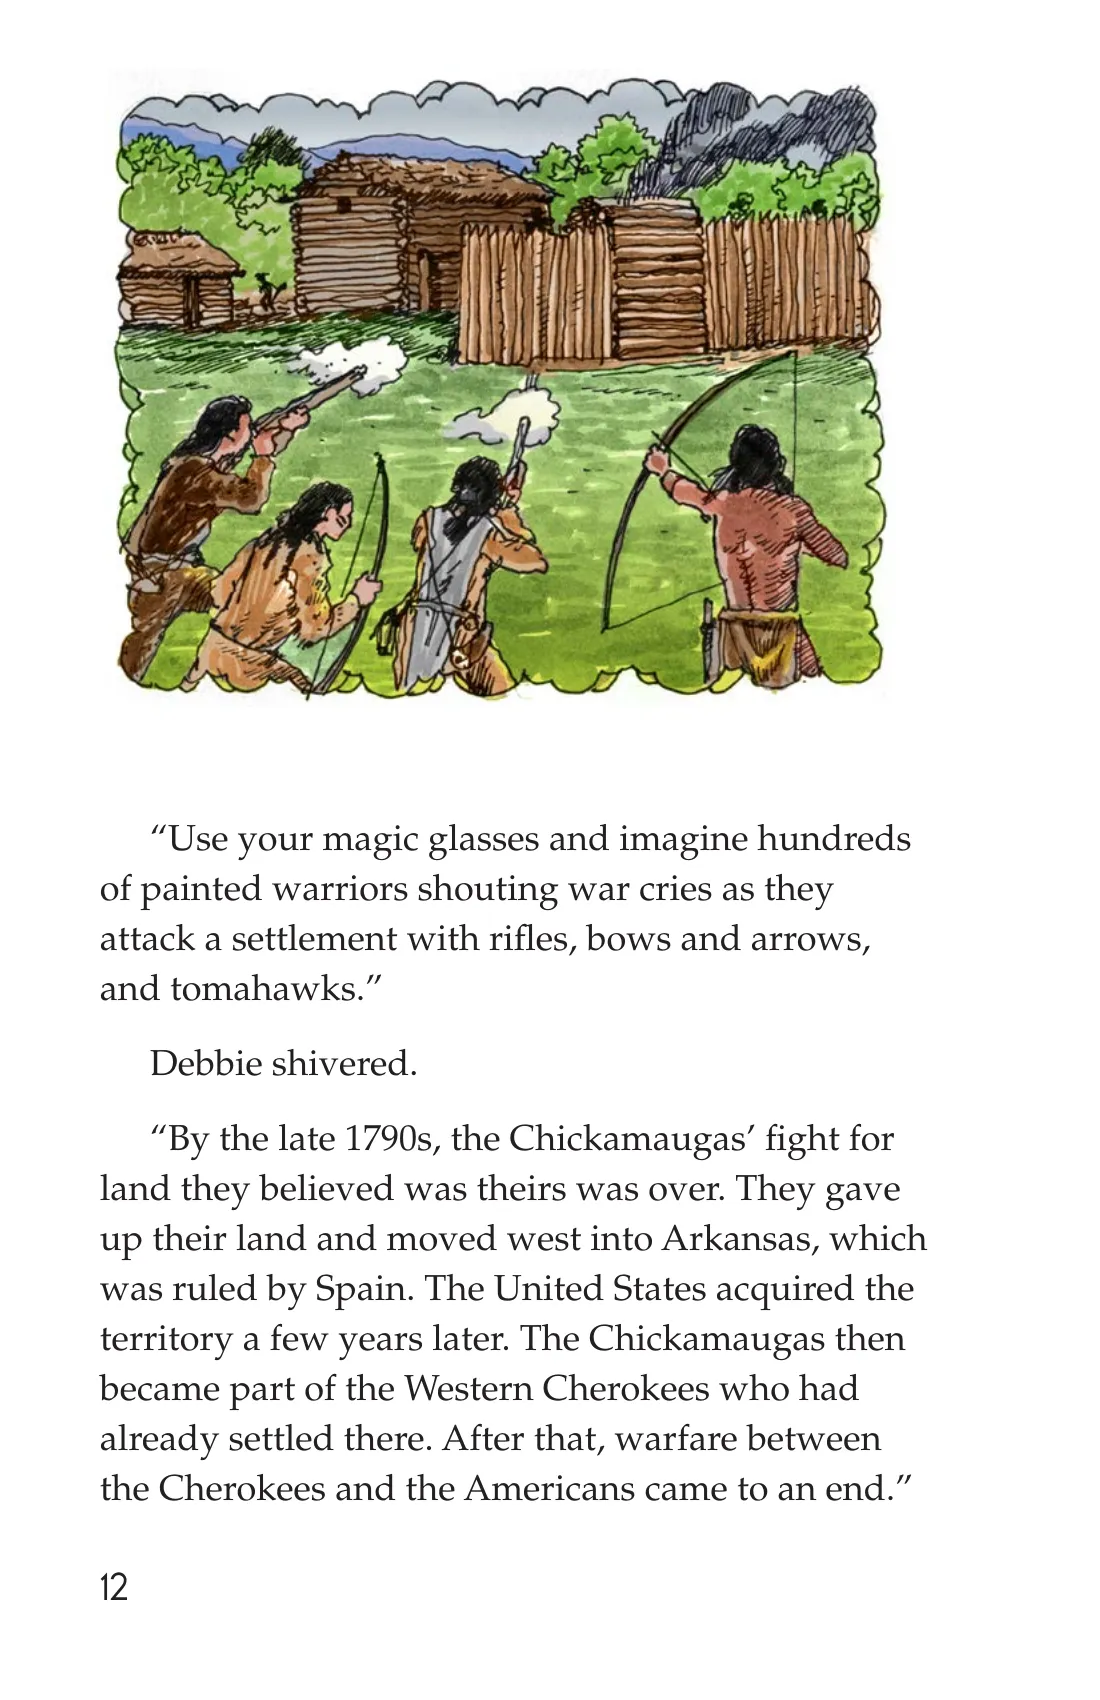 “Use your magic glasses and imagine hundreds
of painted warriors shouting war cries as they
attack a settlement with rifles, bows and arrows,
and tomahawks.”
Debbie shivered.
“By the late 1790s, the Chickamaugas’ fight for
land they believed was theirs was over. They gave
up their land and moved west into Arkansas, which
was ruled by Spain. The United States acquired the
territory a few years later. The Chickamaugas then
became part of the Western Cherokees who had
already settled there. After that, warfare between
the Cherokees and the Americans came to an end.”
12